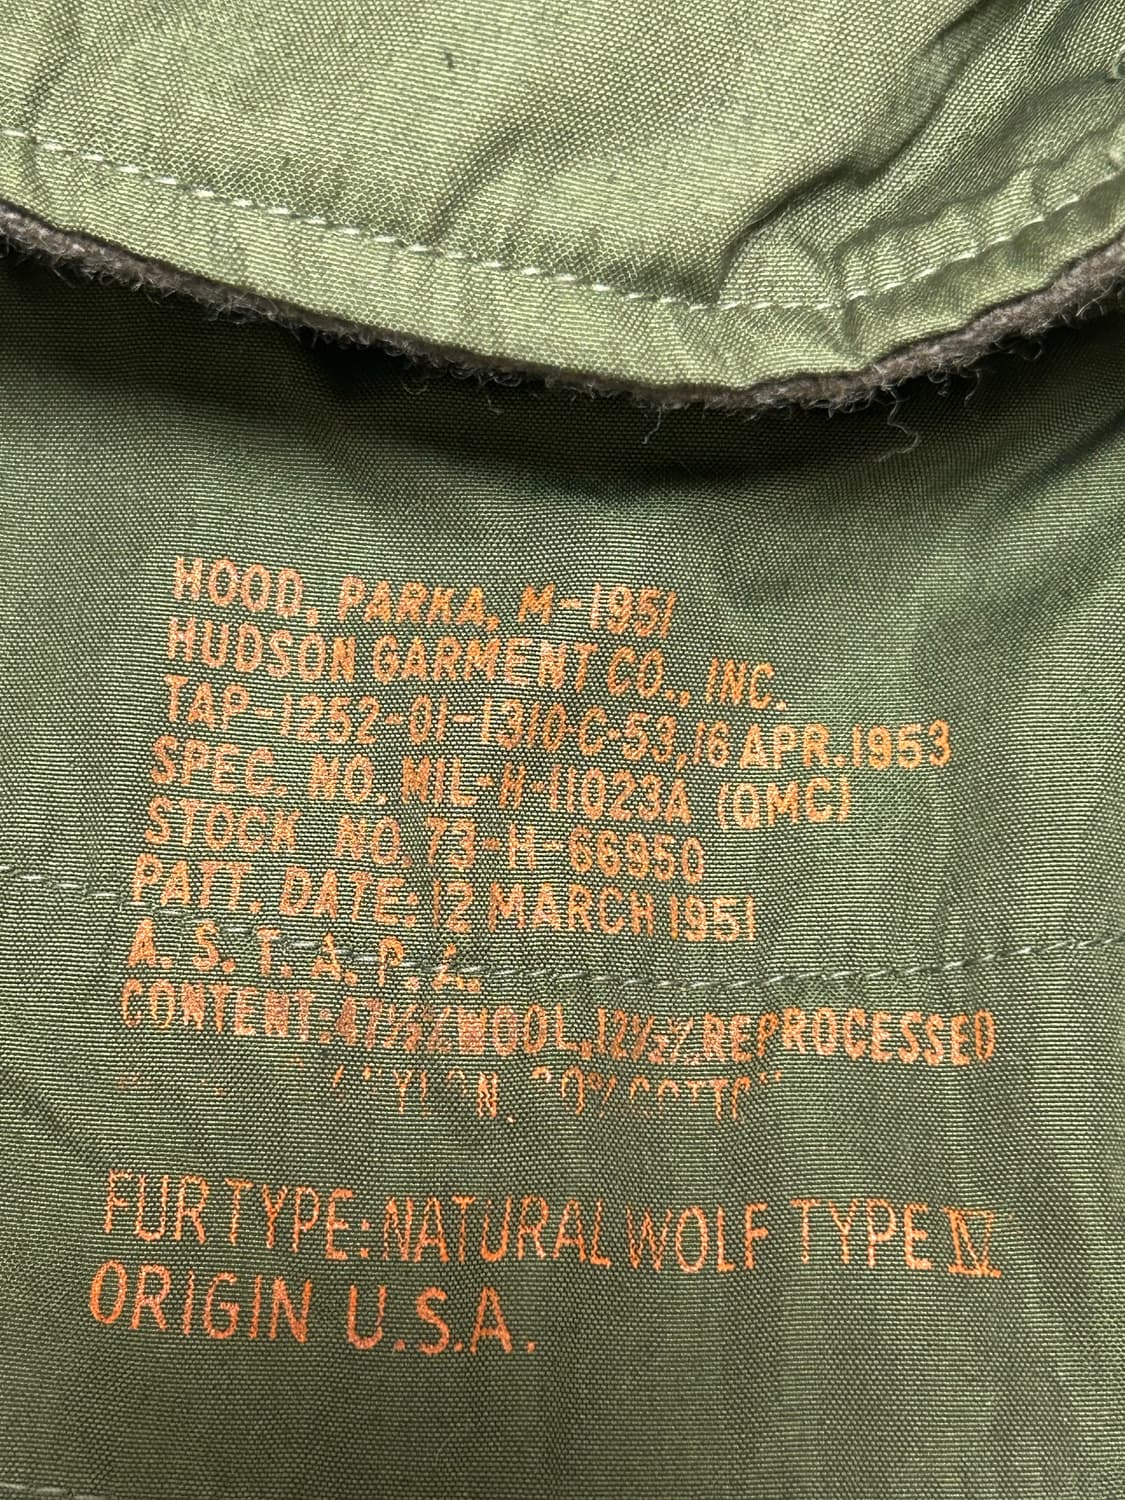 HOOD, PARKA, M-1951
HUDSON GARMENT CO., INC.
TAP-1252-01-1310-C-53, 16 APR. 1953
SPEC. NO. MIL-H-11023A (QMC)
STOCK NO. 73-H-66950
PATT. DATE: 12 MARCH 1951
A. S. T. A. P. A.
CONTENT: 47½% WOOL, 12½% REPROCESSED
NYLON, COTTON
FUR TYPE: NATURAL WOLF TYPE IV
ORIGIN U.S.A.